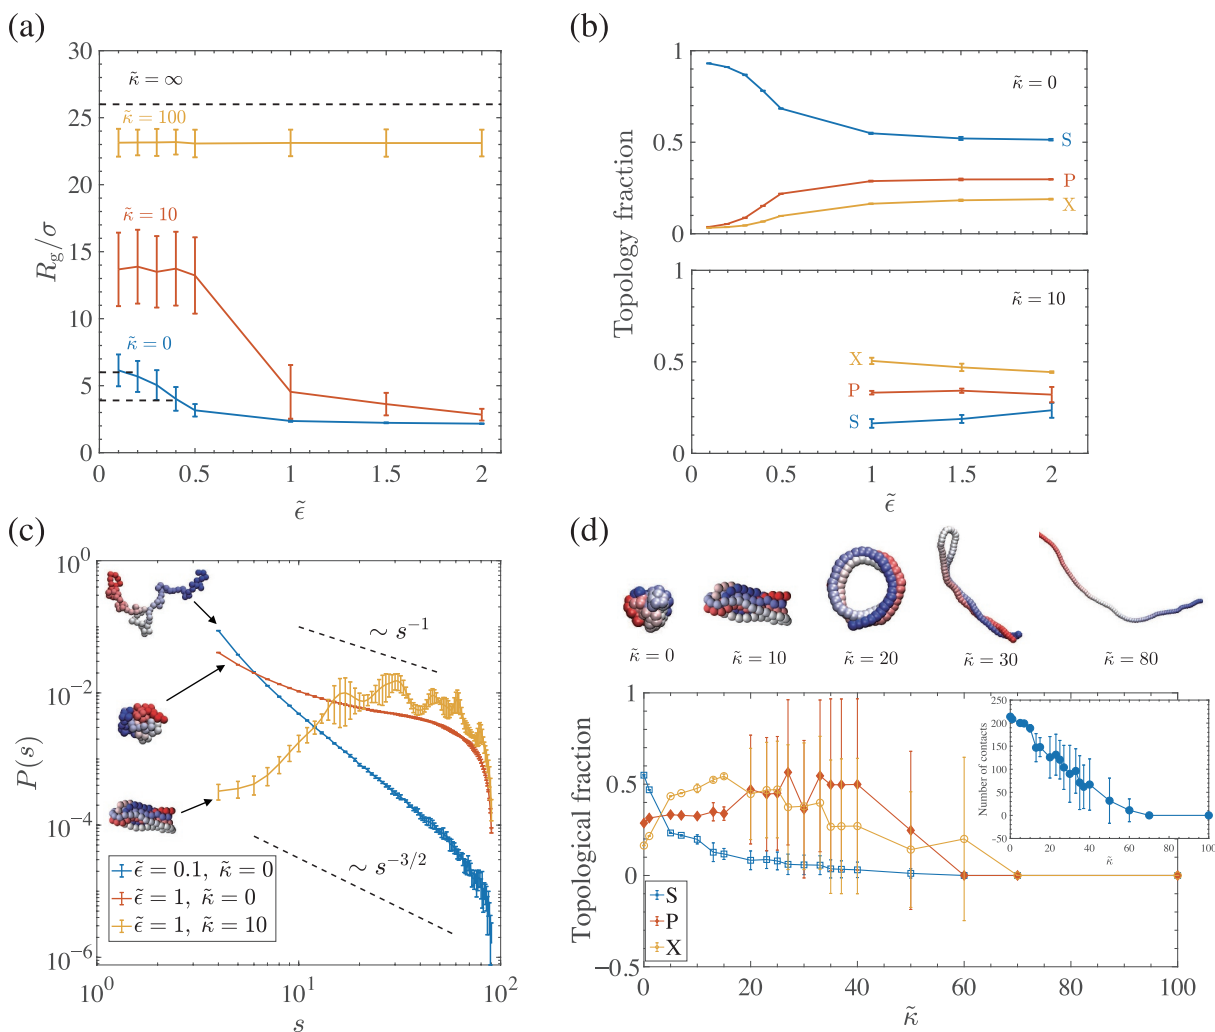 (a)
30
25
20
15
10
5
0
κ̃ = ∞
κ̃ = 100
κ̃ = 10
κ̃ = 0
R_g/σ
0 0.5 1 1.5 2
ε̃
(b)
1
0.5
0
κ̃ = 0
S
P
X
Topology fraction
1
0.5
0
κ̃ = 10
X
P
S
0 0.5 1 1.5 2
ε̃
(c)
10^0
10^-2
10^-4
10^-6
P(s)
∼ s^-1
∼ s^-3/2
ε̃ = 0.1, κ̃ = 0
ε̃ = 1, κ̃ = 0
ε̃ = 1, κ̃ = 10
10^0 10^1 10^2
s
(d)
κ̃ = 0 κ̃ = 10 κ̃ = 20 κ̃ = 30 κ̃ = 80
1
0.5
0
−0.5
Topological fraction
S
P
X
0 20 40 60 80 100
κ̃
250
200
150
100
50
0
-50
Number of contacts
0 20 40 60 80 100
κ̃